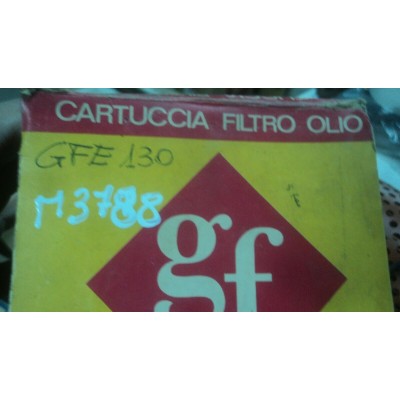 CARTUCCIA FILTRO OLIO
GFE 130
M3788
gf